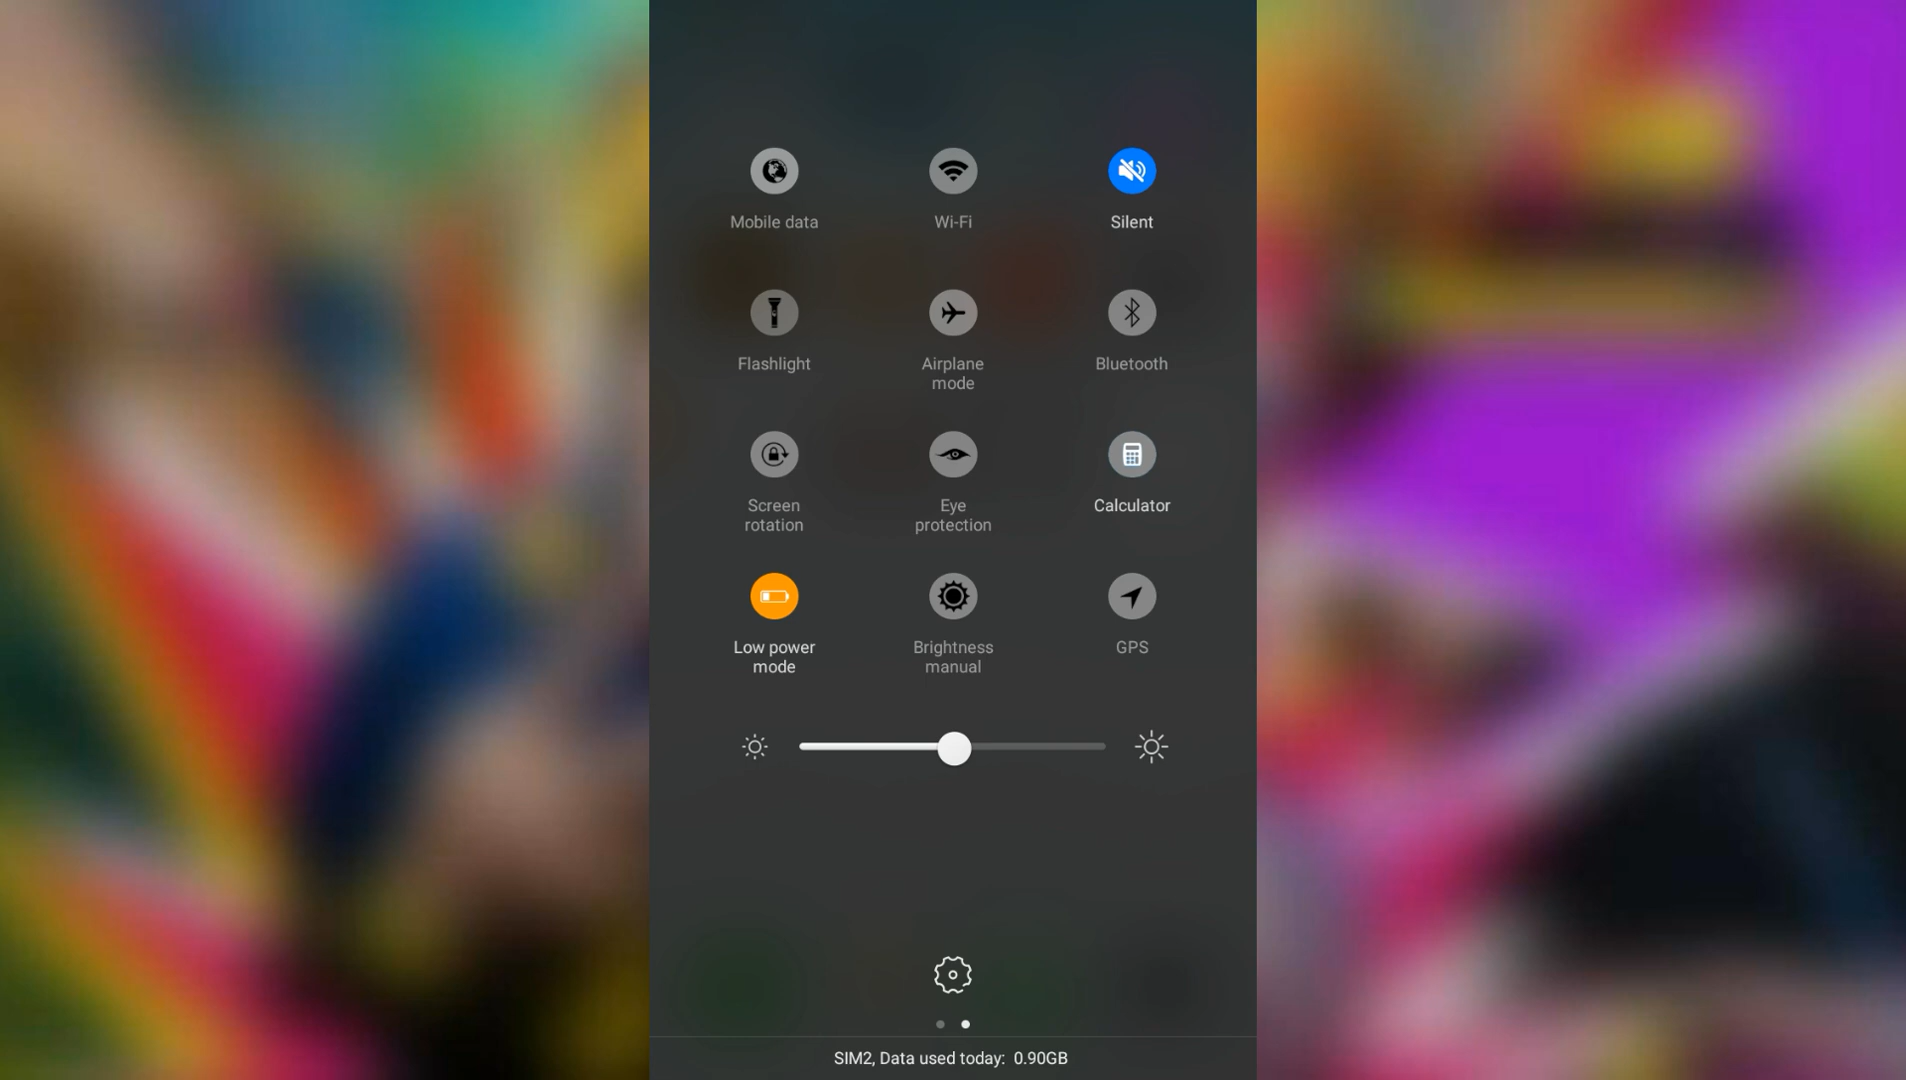 Mobile data
Wi-Fi
Silent
Flashlight
Airplane
mode
Bluetooth
Screen
rotation
Eye
protection
Calculator
Low power
mode
Brightness
manual
GPS
SIM2, Data used today: 0.90GB